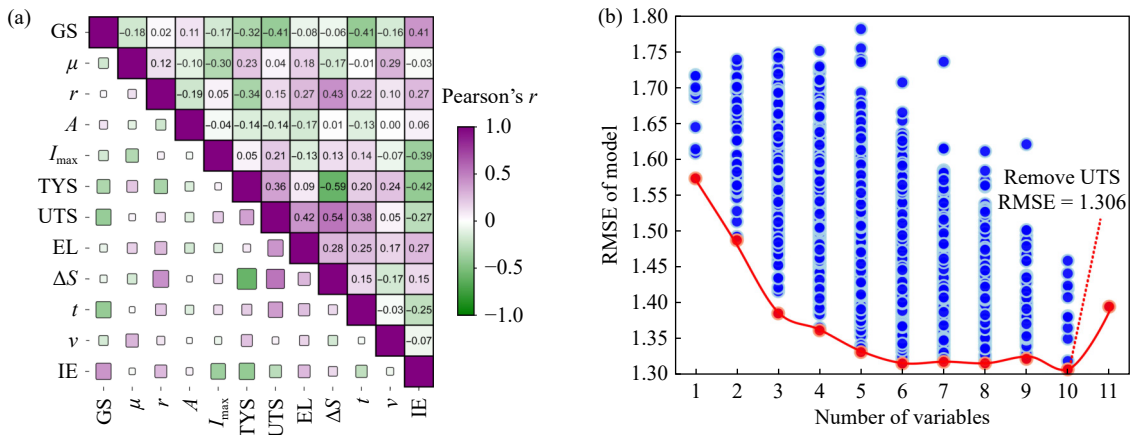 (a)
GS −0.18 0.02 0.11 −0.17 −0.32 −0.41 −0.08 −0.06 −0.41 −0.16 0.41
μ 0.12 −0.10 −0.30 0.23 0.04 0.18 −0.17 −0.01 0.29 −0.03
r −0.19 0.05 −0.34 0.15 0.27 0.43 0.22 0.10 0.27
A −0.04 −0.14 −0.14 −0.17 0.01 −0.13 0.00 0.06
Imax 0.05 0.21 −0.13 0.13 0.14 −0.07 −0.39
TYS 0.36 0.09 −0.59 0.20 0.24 −0.42
UTS 0.42 0.54 0.38 0.05 −0.27
EL 0.28 0.25 0.17 0.27
ΔS 0.15 −0.17 0.15
t −0.03 −0.25
v −0.07
IE
GS μ r A Imax TYS UTS EL ΔS t v IE
Pearson's r
1.0
0.5
0
−0.5
−1.0
(b)
RMSE of model
1.80
1.75
1.70
1.65
1.60
1.55
1.50
1.45
1.40
1.35
1.30
Remove UTS
RMSE = 1.306
1 2 3 4 5 6 7 8 9 10 11
Number of variables